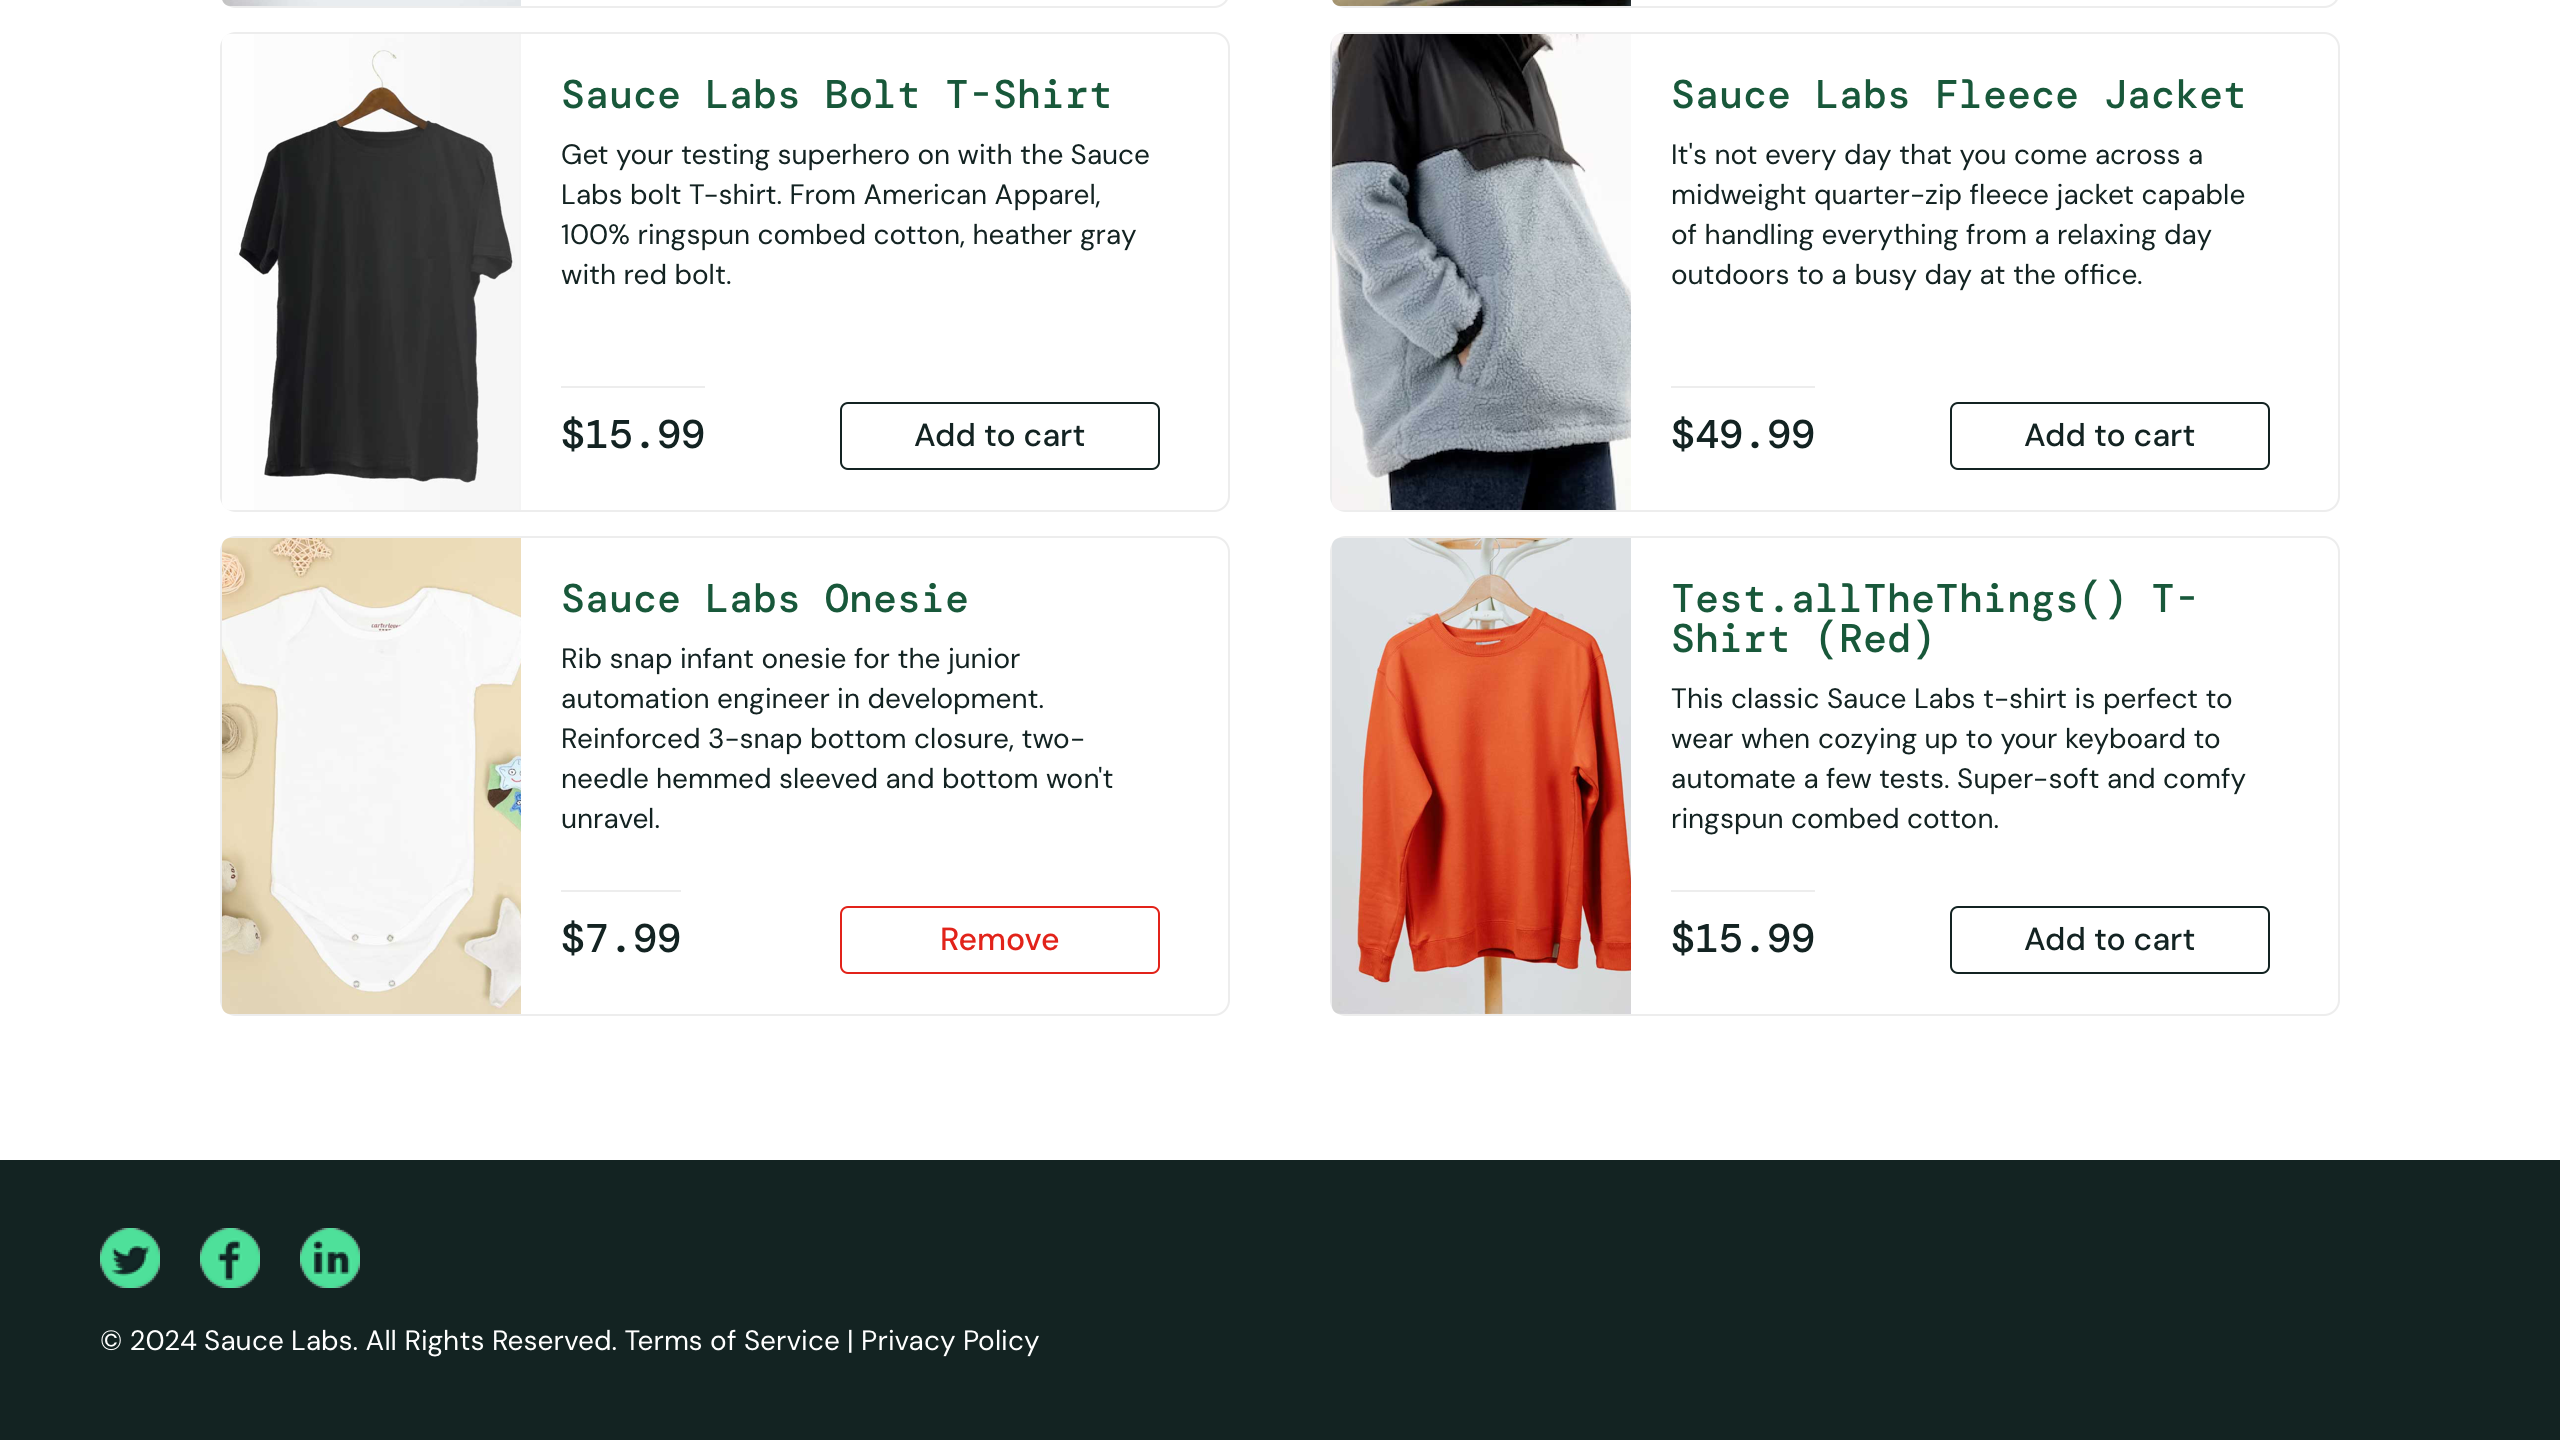 Sauce Labs Bolt T-Shirt
Get your testing superhero on with the Sauce
Labs bolt T-shirt. From American Apparel,
100% ringspun combed cotton, heather gray
with red bolt.
$15.99
Add to cart
Sauce Labs Fleece Jacket
It's not every day that you come across a
midweight quarter-zip fleece jacket capable
of handling everything from a relaxing day
outdoors to a busy day at the office.
$49.99
Add to cart
Sauce Labs Onesie
Rib snap infant onesie for the junior
automation engineer in development.
Reinforced 3-snap bottom closure, two-
needle hemmed sleeved and bottom won't
unravel.
$7.99
Remove
Test.allTheThings() T-
Shirt (Red)
This classic Sauce Labs t-shirt is perfect to
wear when cozying up to your keyboard to
automate a few tests. Super-soft and comfy
ringspun combed cotton.
$15.99
Add to cart
© 2024 Sauce Labs. All Rights Reserved. Terms of Service | Privacy Policy